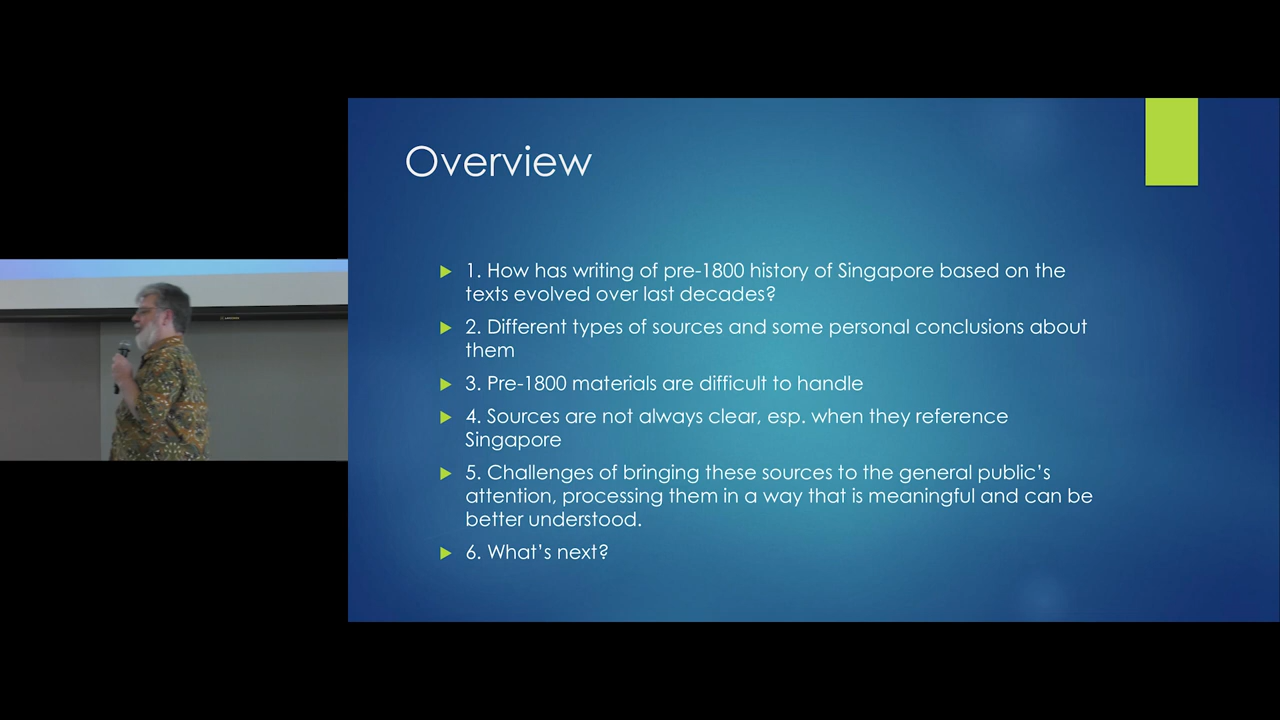 Overview
1. How has writing of pre-1800 history of Singapore based on the
texts evolved over last decades?
2. Different types of sources and some personal conclusions about
them
3. Pre-1800 materials are difficult to handle
4. Sources are not always clear, esp. when they reference
Singapore
5. Challenges of bringing these sources to the general public's
attention, processing them in a way that is meaningful and can be
better understood.
6. What's next?